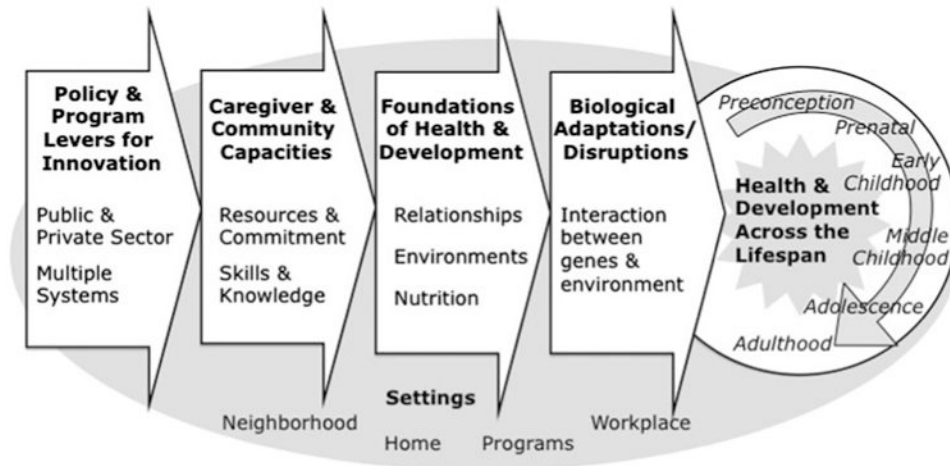 Policy &
Program
Levers for
Innovation
Public &
Private Sector
Multiple
Systems
Caregiver &
Community
Capacities
Resources &
Commitment
Skills &
Knowledge
Foundations
of Health &
Development
Relationships
Environments
Nutrition
Biological
Adaptations/
Disruptions
Interaction
between
genes &
environment
Health &
Development
Across the
Lifespan
Preconception
Prenatal
Early
Childhood
Middle
Childhood
Adolescence
Adulthood
Settings
Neighborhood
Home
Programs
Workplace